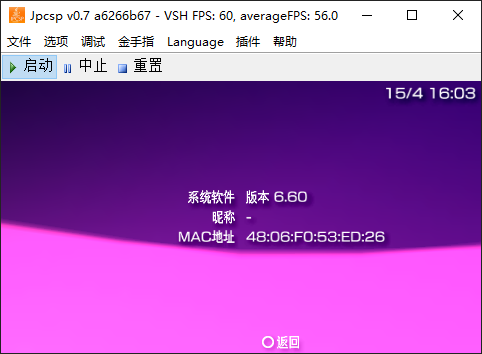 Jpcsp v0.7 a6266b67 - VSH FPS: 60, averageFPS: 56.0
文件 选项 调试 金手指 Language 插件 帮助
启动 中止 重置
15/4 16:03
系统软件 版本 6.60
昵称 -
MAC地址 48:06:F0:53:ED:26
返回